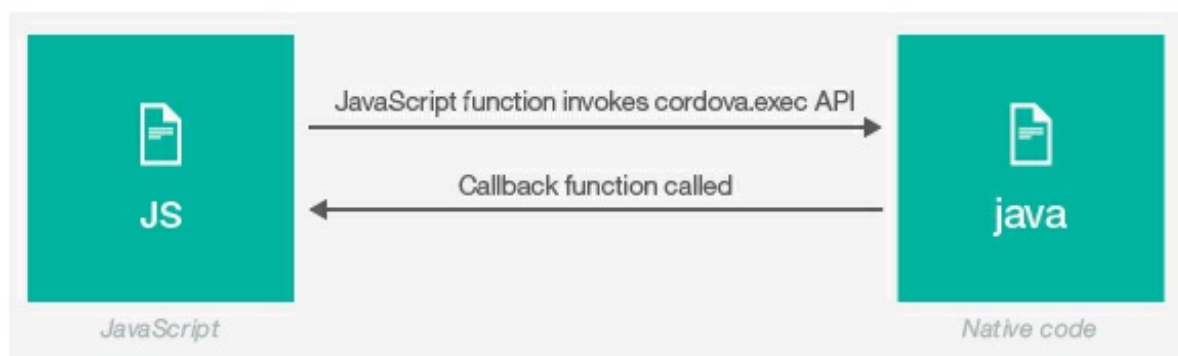 JavaScript function invokes cordova.exec API
Callback function called
JS
java
JavaScript
Native code